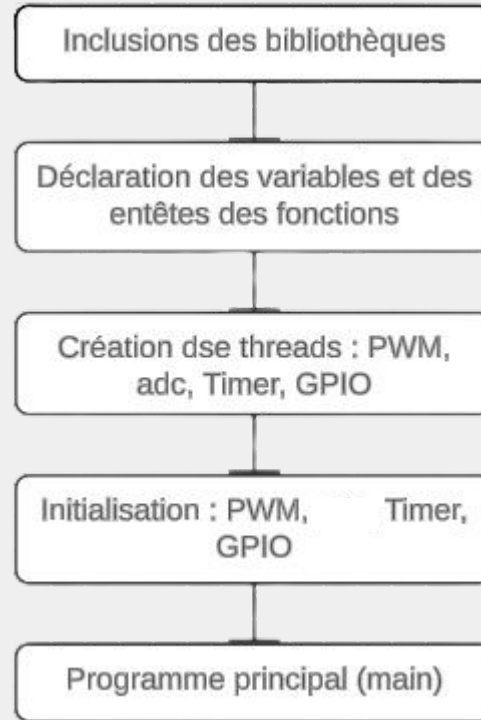 Inclusions des bibliothèques
Déclaration des variables et des
entêtes des fonctions
Création dse threads : PWM,
adc, Timer, GPIO
Initialisation : PWM, Timer,
GPIO
Programme principal (main)